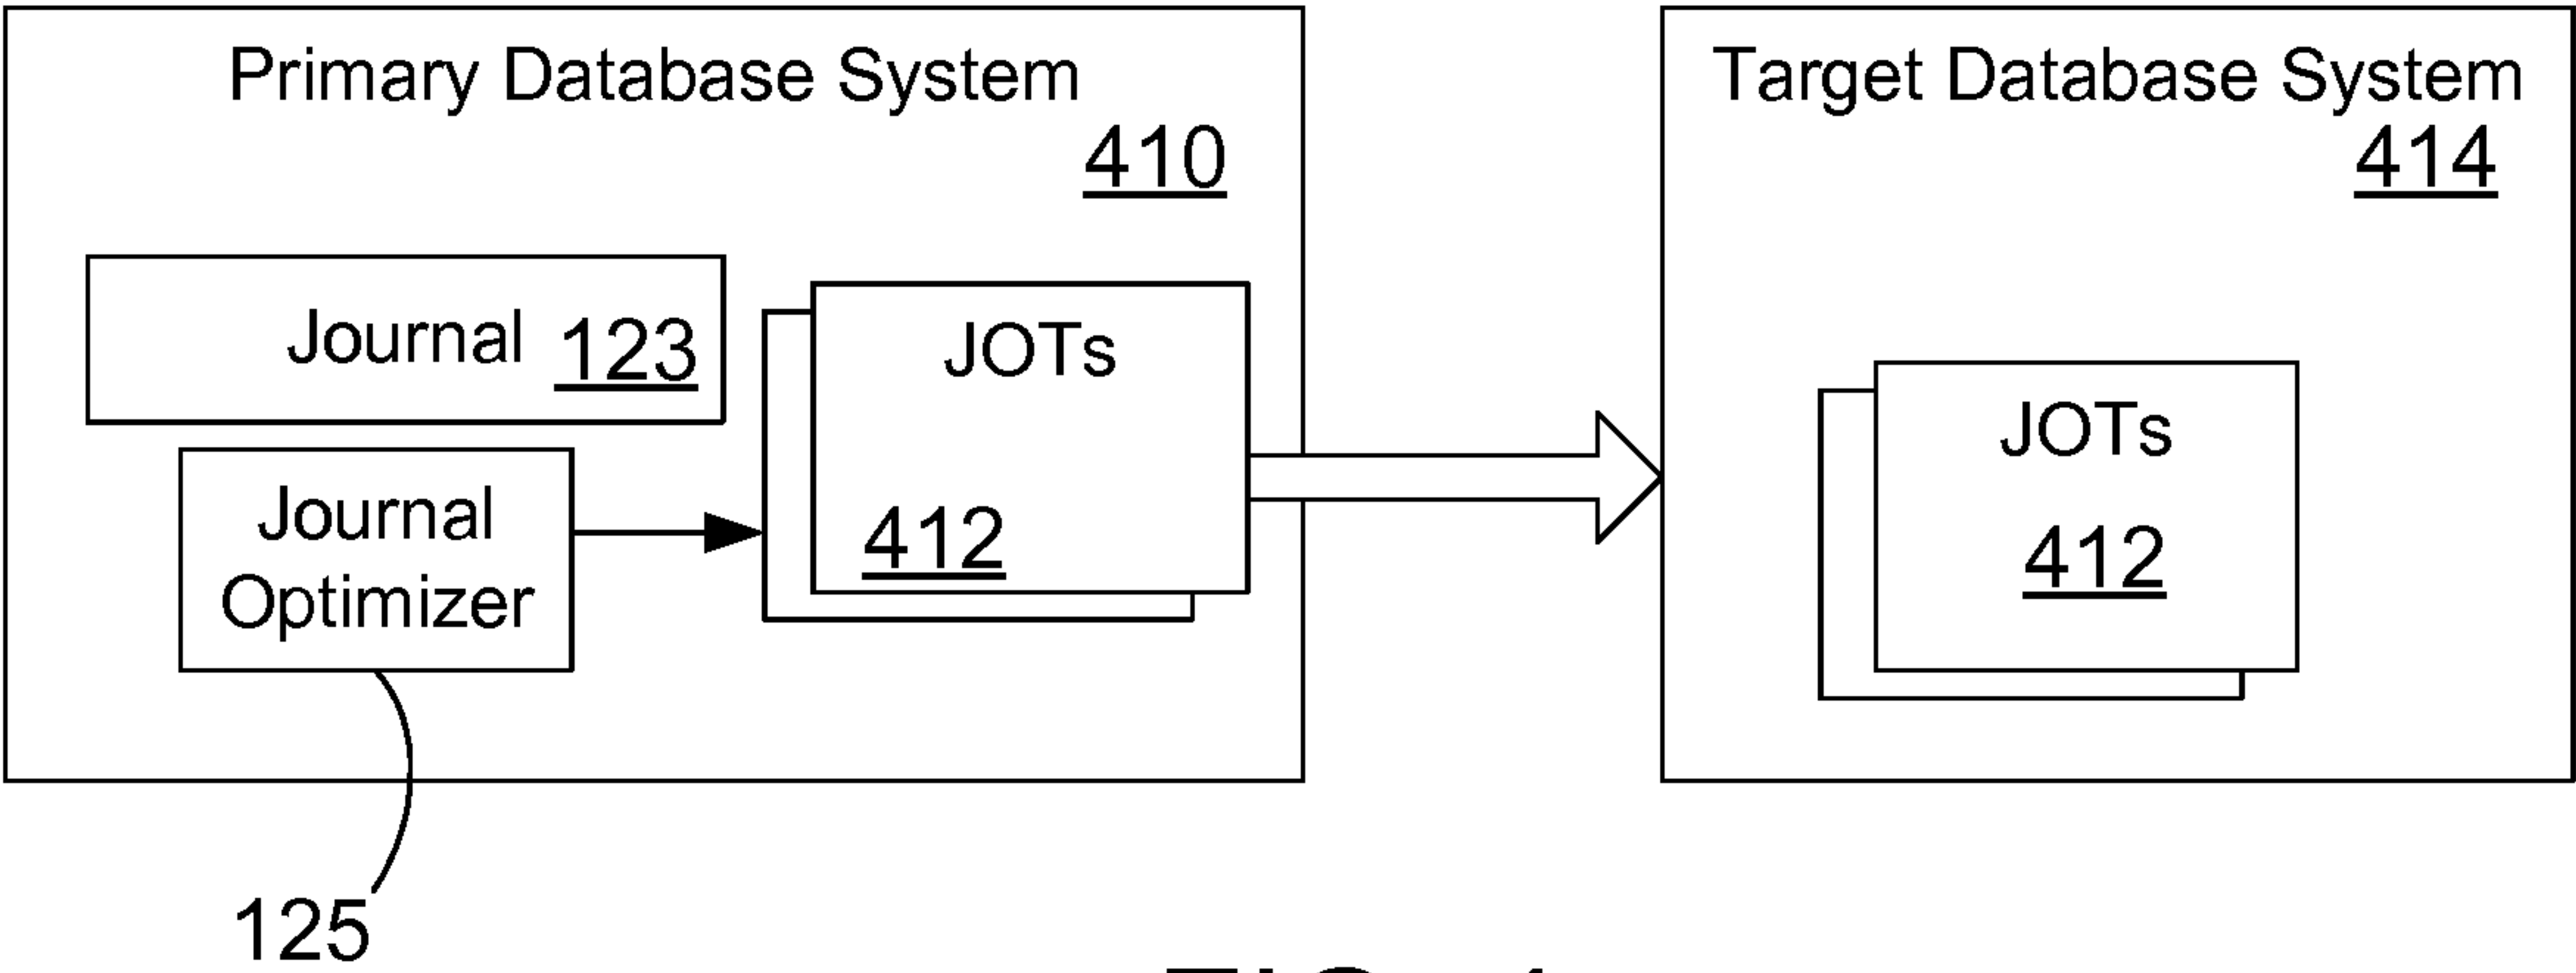 Primary Database System
410
Journal 123
JOTs
412
Journal
Optimizer
125
Target Database System
414
JOTs
412